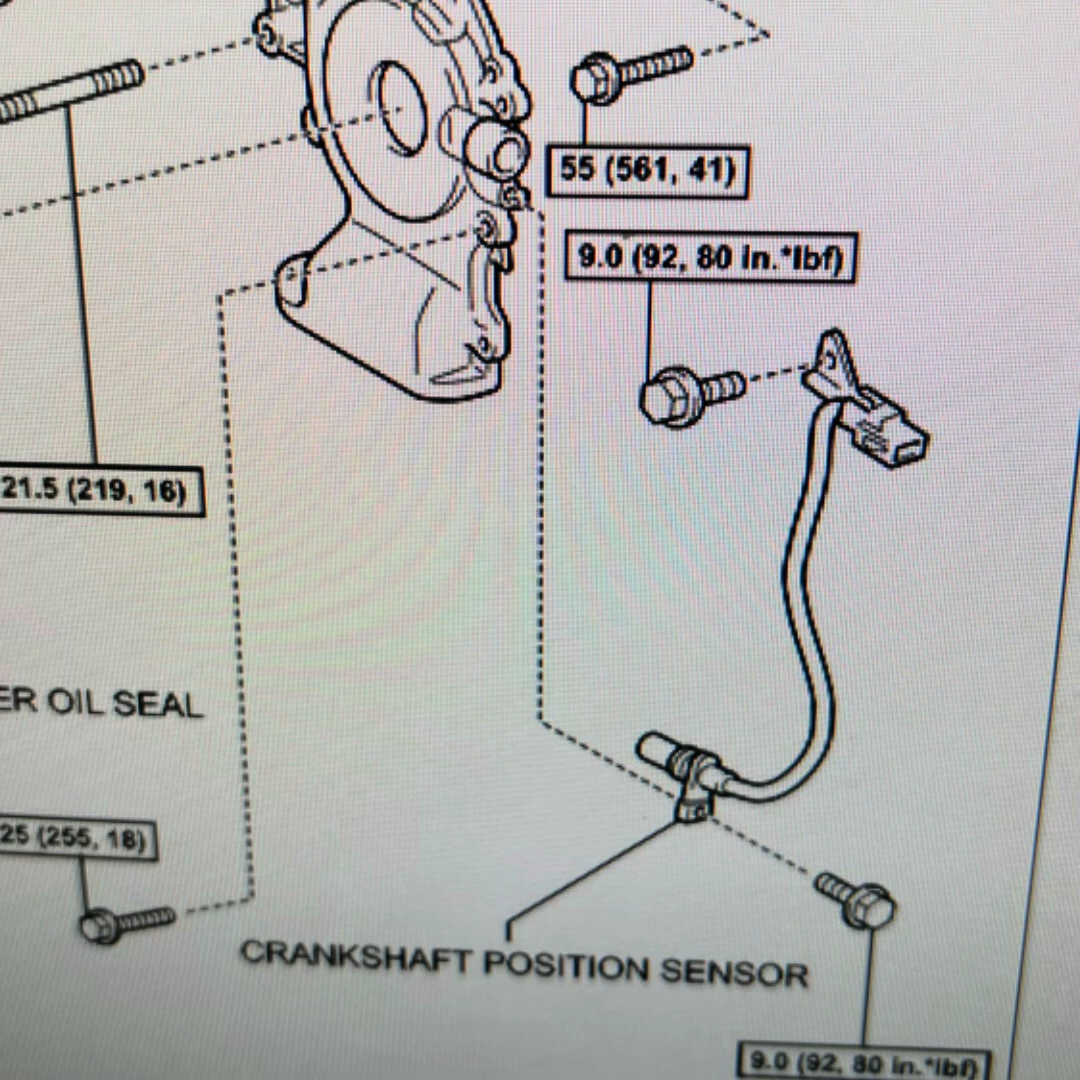 55 (561, 41)
9.0 (92, 80 in.*lbf)
21.5 (219, 16)
ER OIL SEAL
25 (255, 18)
CRANKSHAFT POSITION SENSOR
9.0 (92, 80 in.*lbf)